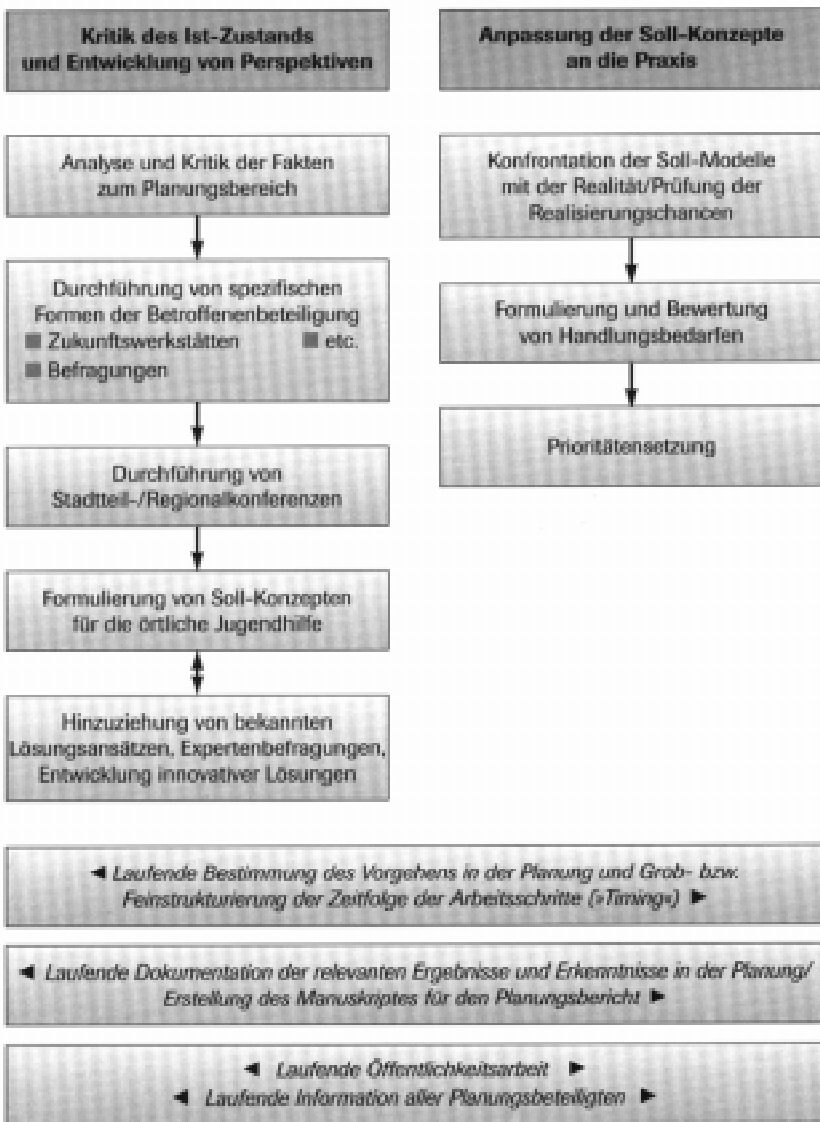 Kritik des Ist-Zustands
und Entwicklung von Perspektiven
Analyse und Kritik der Fakten
zum Planungsbereich
Durchführung von spezifischen
Formen der Betroffenenbeteiligung
■ Zukunftswerkstätten ■ etc.
■ Befragungen
Durchführung von
Stadtteil-/Regionalkonferenzen
Formulierung von Soll-Konzepten
für die örtliche Jugendhilfe
Hinzuziehung von bekannten
Lösungsansätzen, Expertenbefragungen,
Entwicklung innovativer Lösungen
Anpassung der Soll-Konzepte
an die Praxis
Konfrontation der Soll-Modelle
mit der Realität/Prüfung der
Realisierungschancen
Formulierung und Bewertung
von Handlungsbedarfen
Prioritätensetzung
◄ Laufende Bestimmung des Vorgehens in der Planung und Grob- bzw.
Feinstrukturierung der Zeitfolge der Arbeitsschritte (»Timing«) ►
◄ Laufende Dokumentation der relevanten Ergebnisse und Erkenntnisse in der Planung/
Erstellung des Manuskriptes für den Planungsbericht ►
◄ Laufende Öffentlichkeitsarbeit ►
◄ Laufende Information aller Planungsbeteiligten ►